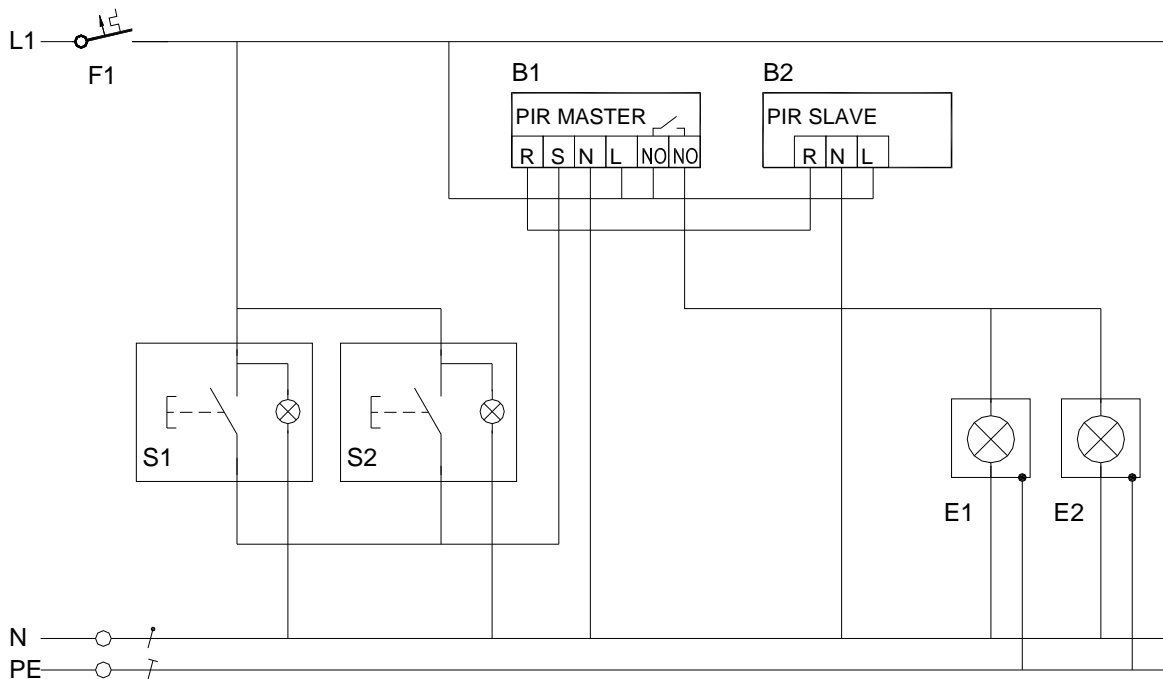 L1
F1
B1
B2
PIR MASTER
PIR SLAVE
R S N L NO NO
R N L
S1
S2
E1
E2
N
PE